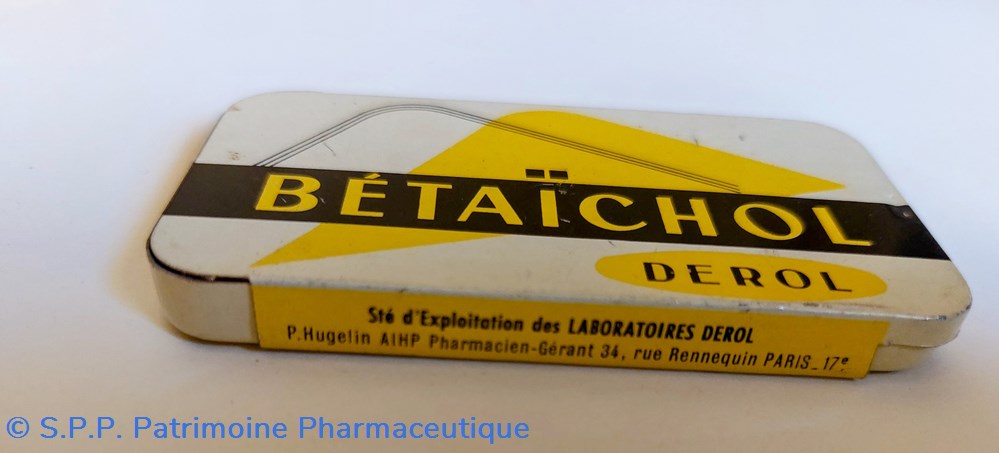 BÉTAÏCHOL
DEROL
Sté d'Exploitation des LABORATOIRES DEROL
P.Hugelin AIHP Pharmacien-Gérant 34, rue Rennequin PARIS_17e
© S.P.P. Patrimoine Pharmaceutique